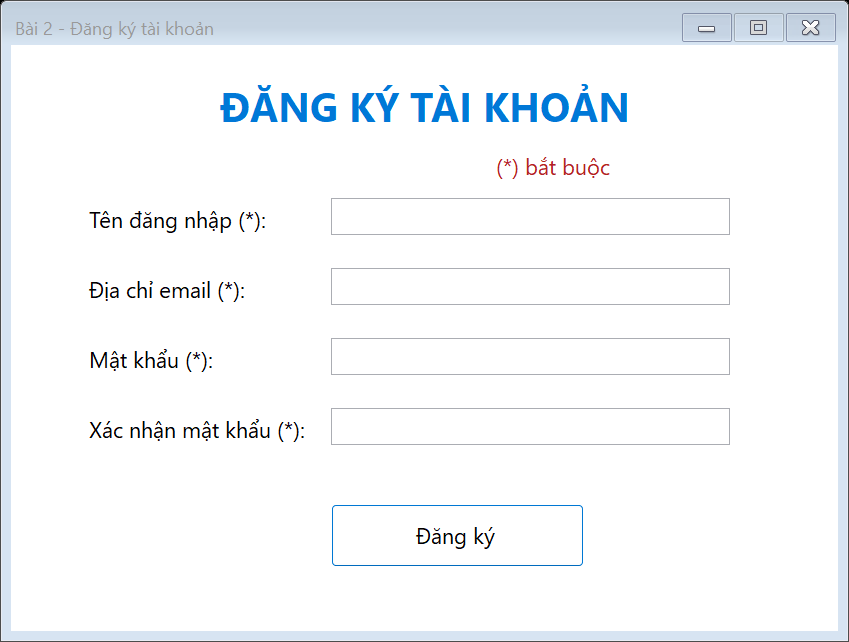 Bài 2 - Đăng ký tài khoản
ĐĂNG KÝ TÀI KHOẢN
(*) bắt buộc
Tên đăng nhập (*):
Địa chỉ email (*):
Mật khẩu (*):
Xác nhận mật khẩu (*):
Đăng ký